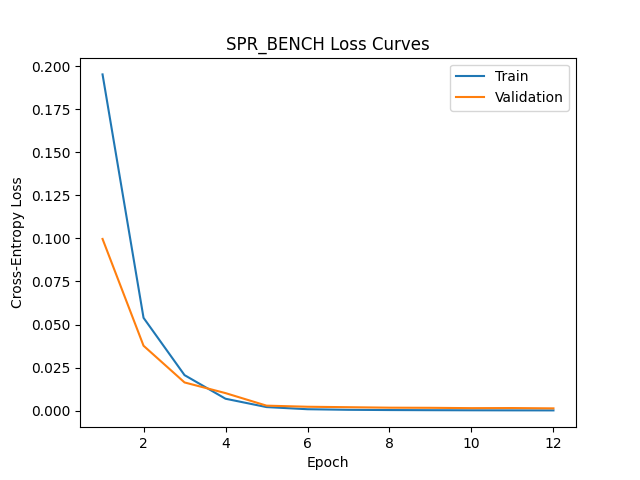 SPR_BENCH Loss Curves
Train
Validation
Cross-Entropy Loss
0.200
0.175
0.150
0.125
0.100
0.075
0.050
0.025
0.000
2 4 6 8 10 12
Epoch